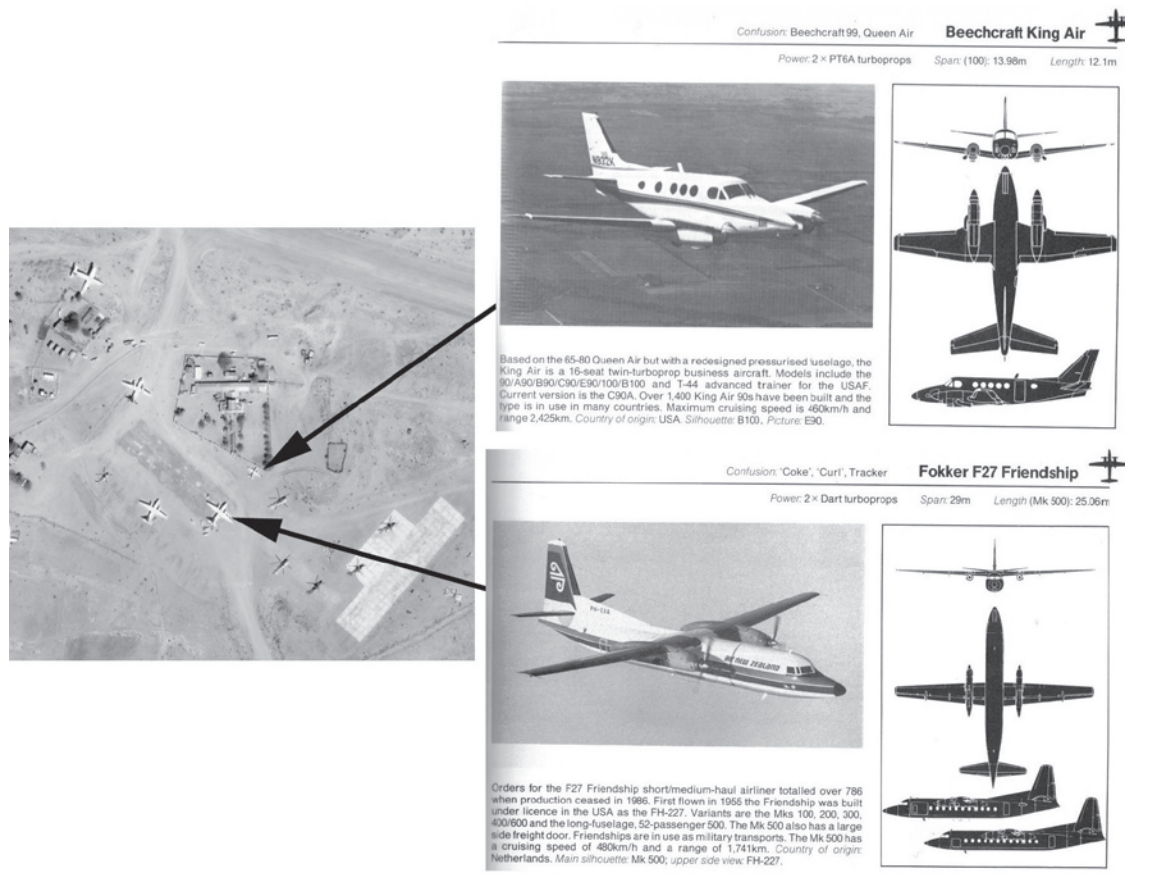 Confusion: Beechcraft 99, Queen Air Beechcraft King Air
Power: 2 × PT6A turboprops Span: (100): 13.98m Length: 12.1m
N922K
Based on the 65-80 Queen Air but with a redesigned pressurised fuselage, the
King Air is a 16-seat twin-turboprop business aircraft. Models include the
90/A90/B90/C90/E90/100/B100 and T-44 advanced trainer for the USAF.
Current version is the C90A. Over 1,400 King Air 90s have been built and the
type is in use in many countries. Maximum cruising speed is 460km/h and
range 2,425km. Country of origin: USA. Silhouette: B100. Picture: E90.
Confusion: 'Coke', 'Curl', Tracker Fokker F27 Friendship
Power: 2 × Dart turboprops Span: 29m Length (Mk 500): 25.06m
AIR NEW ZEALAND
Orders for the F27 Friendship short/medium-haul airliner totalled over 786
when production ceased in 1986. First flown in 1955 the Friendship was built
under licence in the USA as the FH-227. Variants are the Mks 100, 200, 300,
400/600 and the long-fuselage, 52-passenger 500. The Mk 500 also has a large
side freight door. Friendships are in use as military transports. The Mk 500 has
a cruising speed of 480km/h and a range of 1,741km. Country of origin:
Netherlands. Main silhouette: Mk 500; upper side view: FH-227.